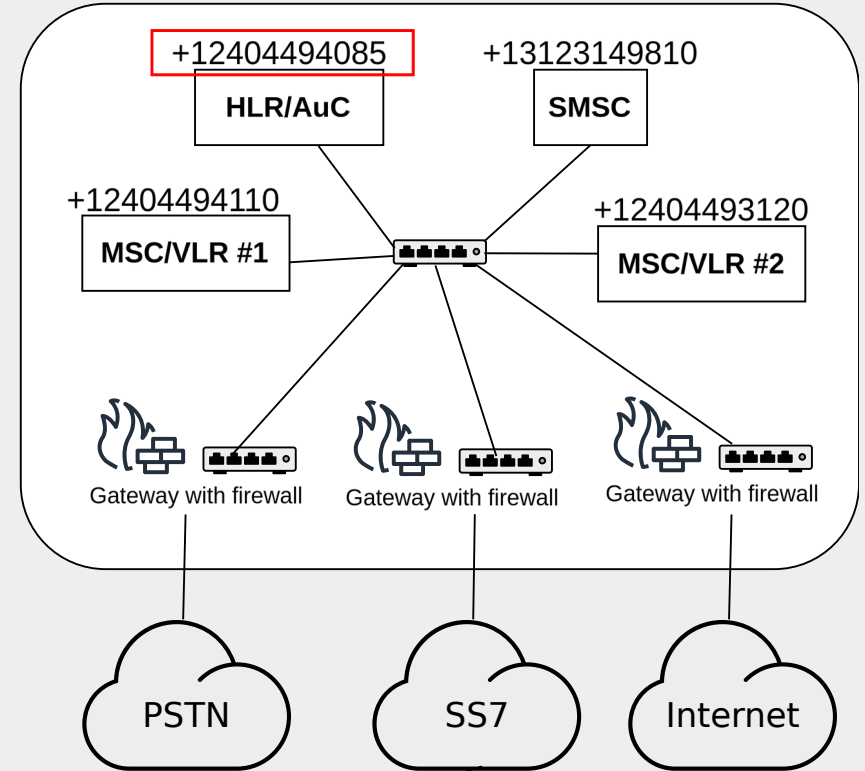 +12404494085
+13123149810
HLR/AuC
SMSC
+12404494110
+12404493120
MSC/VLR #1
MSC/VLR #2
Gateway with firewall
Gateway with firewall
Gateway with firewall
PSTN
SS7
Internet